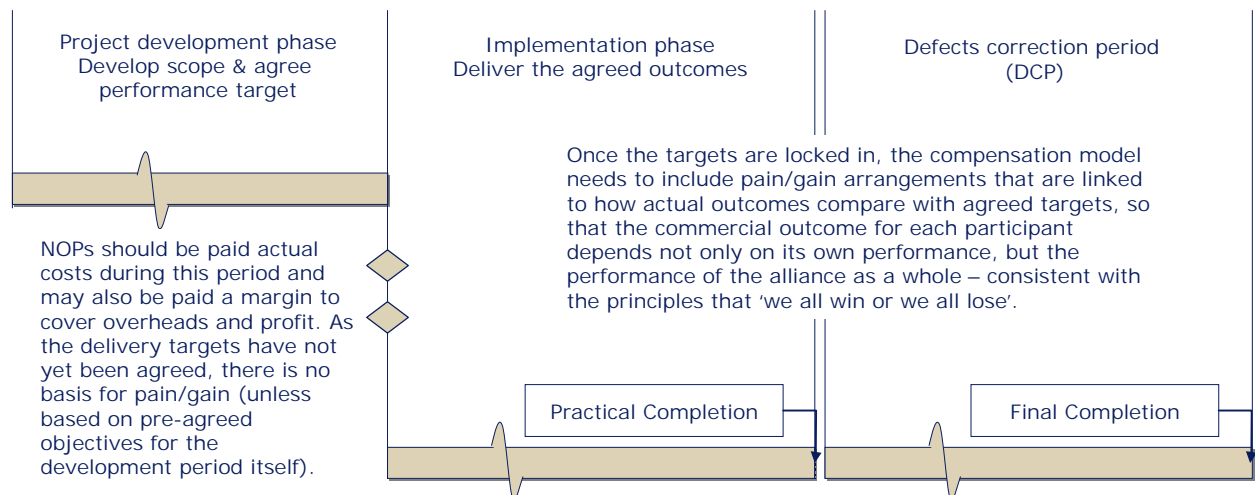 Project development phase
Develop scope & agree
performance target
Implementation phase
Deliver the agreed outcomes
Defects correction period
(DCP)
Once the targets are locked in, the compensation model
needs to include pain/gain arrangements that are linked
to how actual outcomes compare with agreed targets, so
that the commercial outcome for each participant
depends not only on its own performance, but the
performance of the alliance as a whole – consistent with
the principles that ‘we all win or we all lose’.
NOPs should be paid actual
costs during this period and
may also be paid a margin to
cover overheads and profit. As
the delivery targets have not
yet been agreed, there is no
basis for pain/gain (unless
based on pre-agreed
objectives for the
development period itself).
Practical Completion
Final Completion